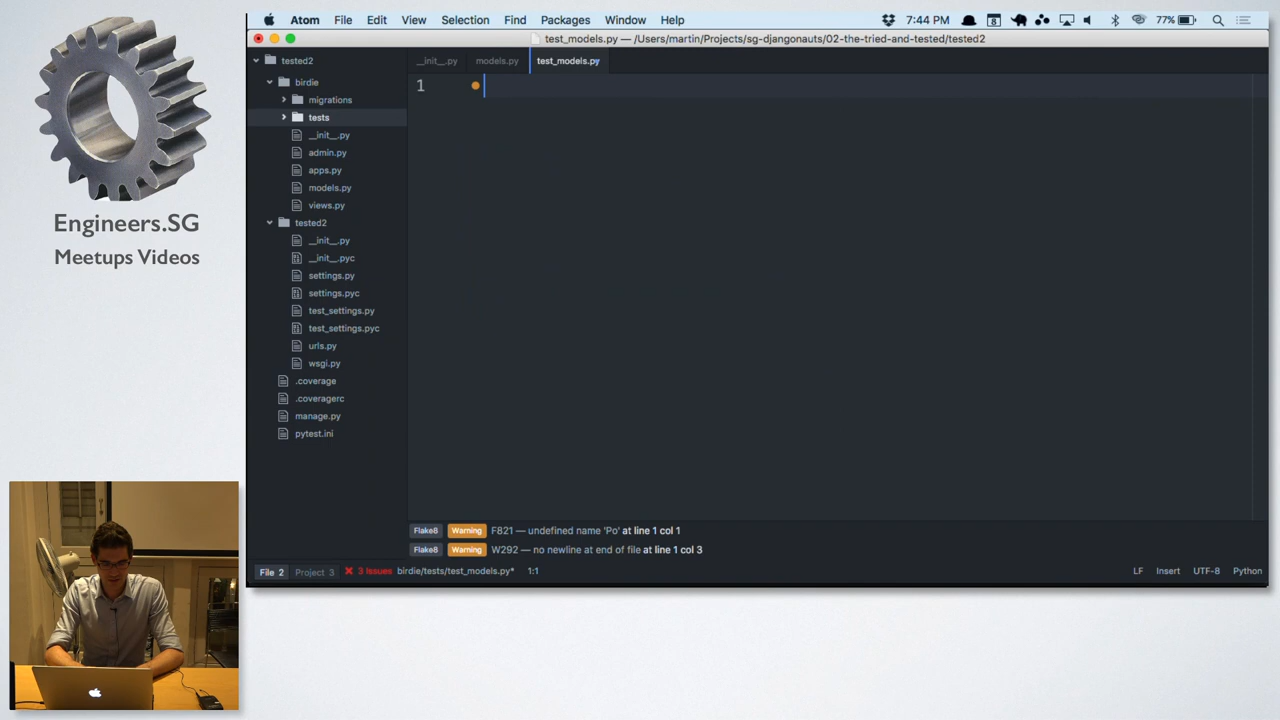 Atom File Edit View Selection Find Packages Window Help
8
7:44 PM
77%
test_models.py — /Users/martin/Projects/sg-djangonauts/02-the-tried-and-tested/tested2
tested2
birdie
migrations
tests
__init__.py
admin.py
apps.py
models.py
views.py
tested2
__init__.py
__init__.pyc
settings.py
settings.pyc
test_settings.py
test_settings.pyc
urls.py
wsgi.py
.coverage
.coveragerc
manage.py
pytest.ini
__init__.py
models.py
test_models.py
1
Flake8 Warning F821 — undefined name 'Po' at line 1 col 1
Flake8 Warning W292 — no newline at end of file at line 1 col 3
File 2 Project 3 3 Issues birdie/tests/test_models.py* 1:1 LF Insert UTF-8 Python
Engineers.SG
Meetups Videos